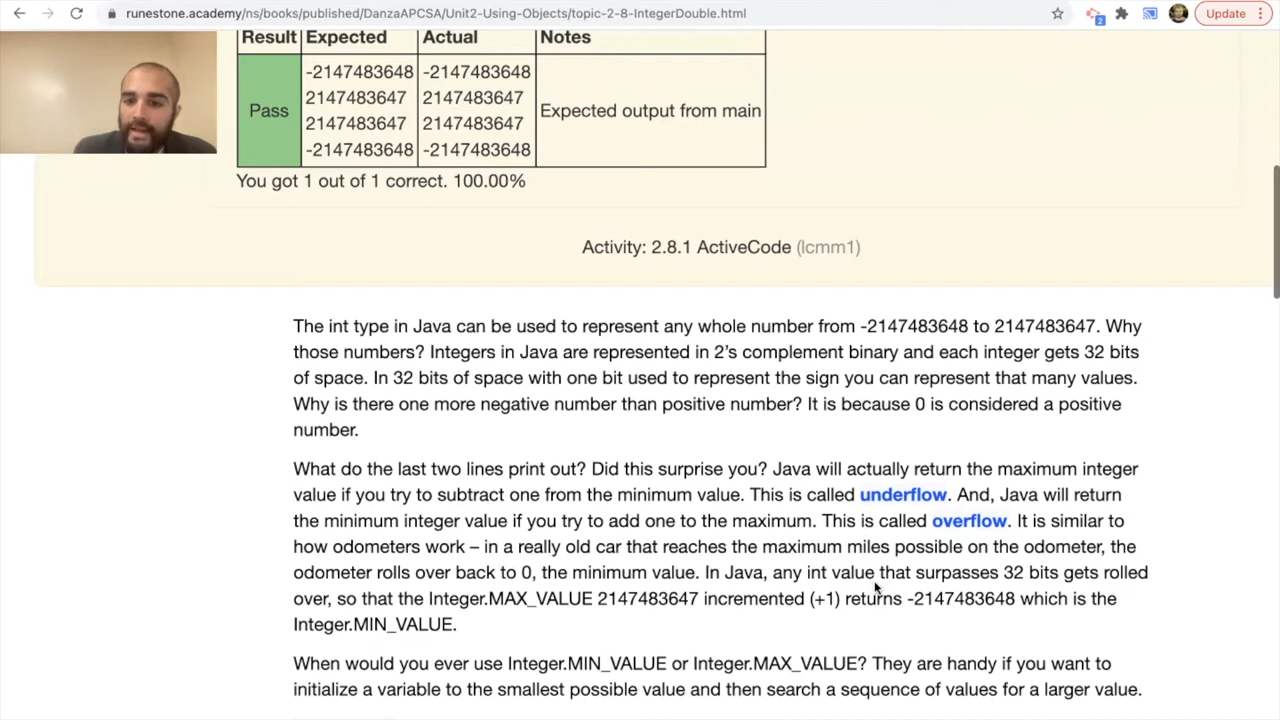 runestone.academy/ns/books/published/DanzaAPCSA/Unit2-Using-Objects/topic-2-8-IntegerDouble.html
2
Update
Result Expected Actual Notes
Pass
-2147483648 -2147483648
2147483647 2147483647
2147483647 2147483647
-2147483648 -2147483648
Expected output from main
You got 1 out of 1 correct. 100.00%
Activity: 2.8.1 ActiveCode (lcmm1)
The int type in Java can be used to represent any whole number from -2147483648 to 2147483647. Why
those numbers? Integers in Java are represented in 2's complement binary and each integer gets 32 bits
of space. In 32 bits of space with one bit used to represent the sign you can represent that many values.
Why is there one more negative number than positive number? It is because 0 is considered a positive
number.
What do the last two lines print out? Did this surprise you? Java will actually return the maximum integer
value if you try to subtract one from the minimum value. This is called underflow. And, Java will return
the minimum integer value if you try to add one to the maximum. This is called overflow. It is similar to
how odometers work – in a really old car that reaches the maximum miles possible on the odometer, the
odometer rolls over back to 0, the minimum value. In Java, any int value that surpasses 32 bits gets rolled
over, so that the Integer.MAX_VALUE 2147483647 incremented (+1) returns -2147483648 which is the
Integer.MIN_VALUE.
When would you ever use Integer.MIN_VALUE or Integer.MAX_VALUE? They are handy if you want to
initialize a variable to the smallest possible value and then search a sequence of values for a larger value.